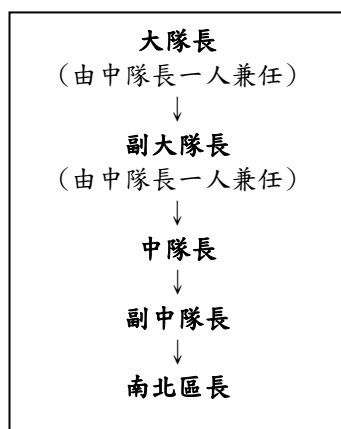 大隊長
（由中隊長一人兼任）
↓
副大隊長
（由中隊長一人兼任）
↓
中隊長
↓
副中隊長
↓
南北區長